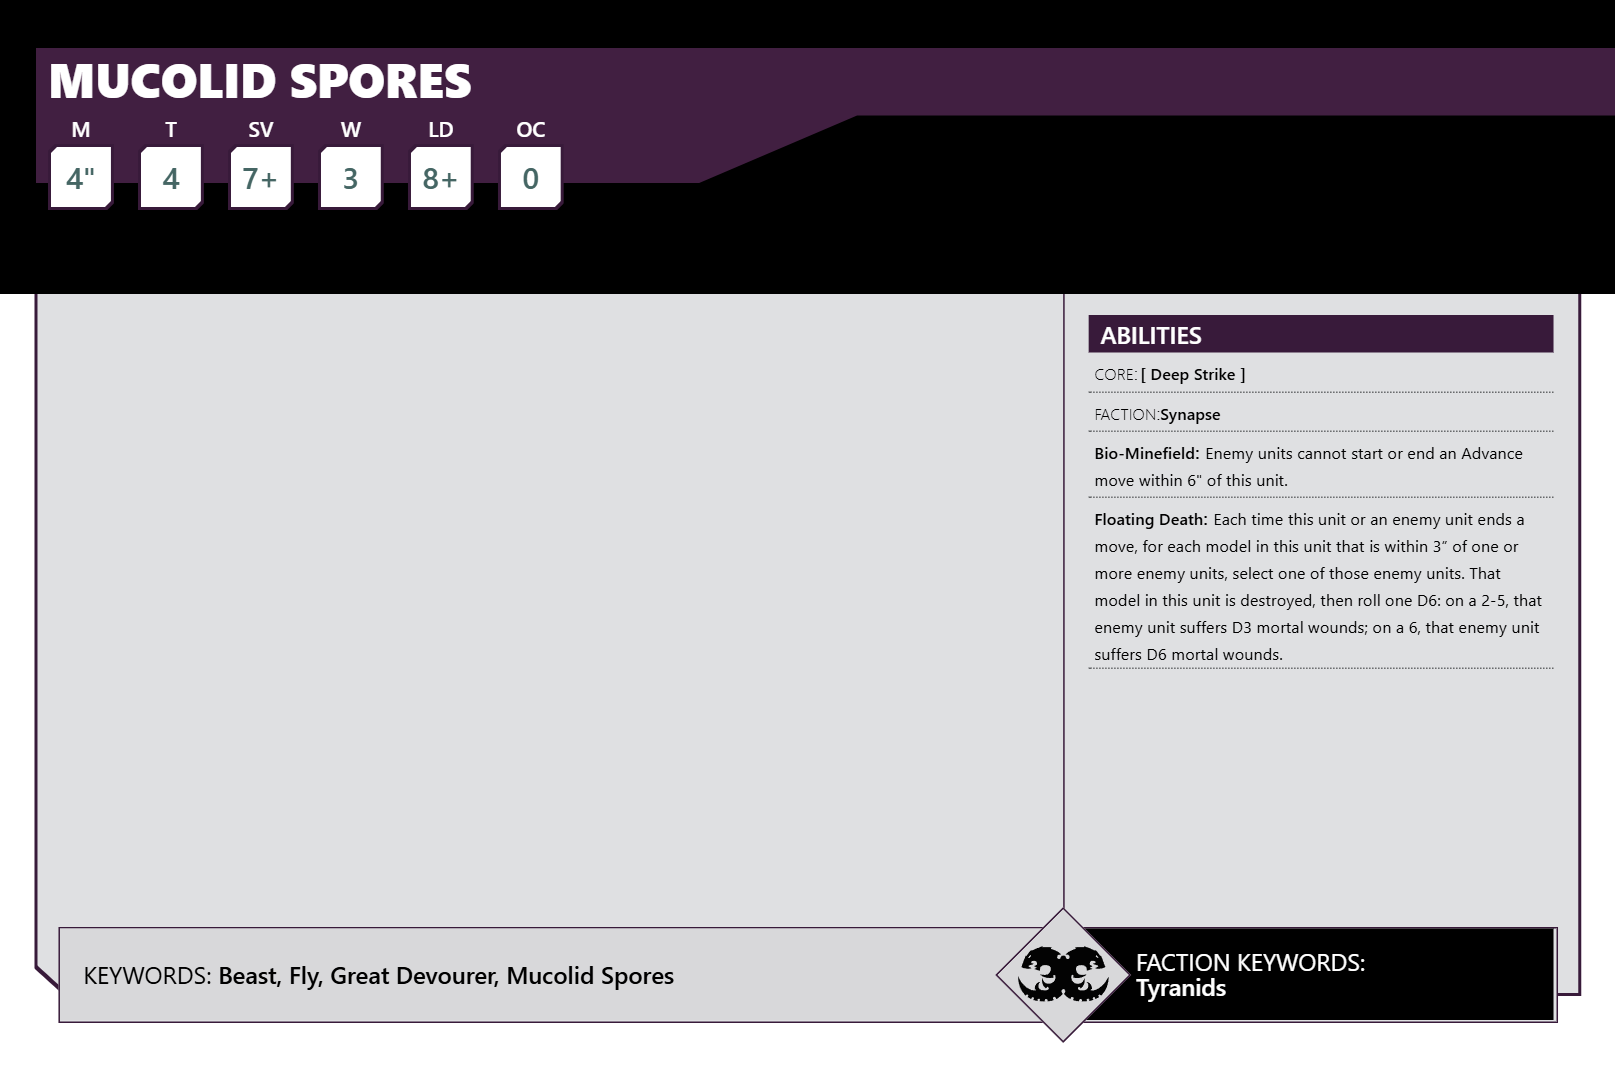 MUCOLID SPORES
M T SV W LD OC
4" 4 7+ 3 8+ 0
ABILITIES
CORE: [ Deep Strike ]
FACTION:Synapse
Bio-Minefield: Enemy units cannot start or end an Advance
move within 6" of this unit.
Floating Death: Each time this unit or an enemy unit ends a
move, for each model in this unit that is within 3" of one or
more enemy units, select one of those enemy units. That
model in this unit is destroyed, then roll one D6: on a 2-5, that
enemy unit suffers D3 mortal wounds; on a 6, that enemy unit
suffers D6 mortal wounds.
KEYWORDS: Beast, Fly, Great Devourer, Mucolid Spores
FACTION KEYWORDS:
Tyranids